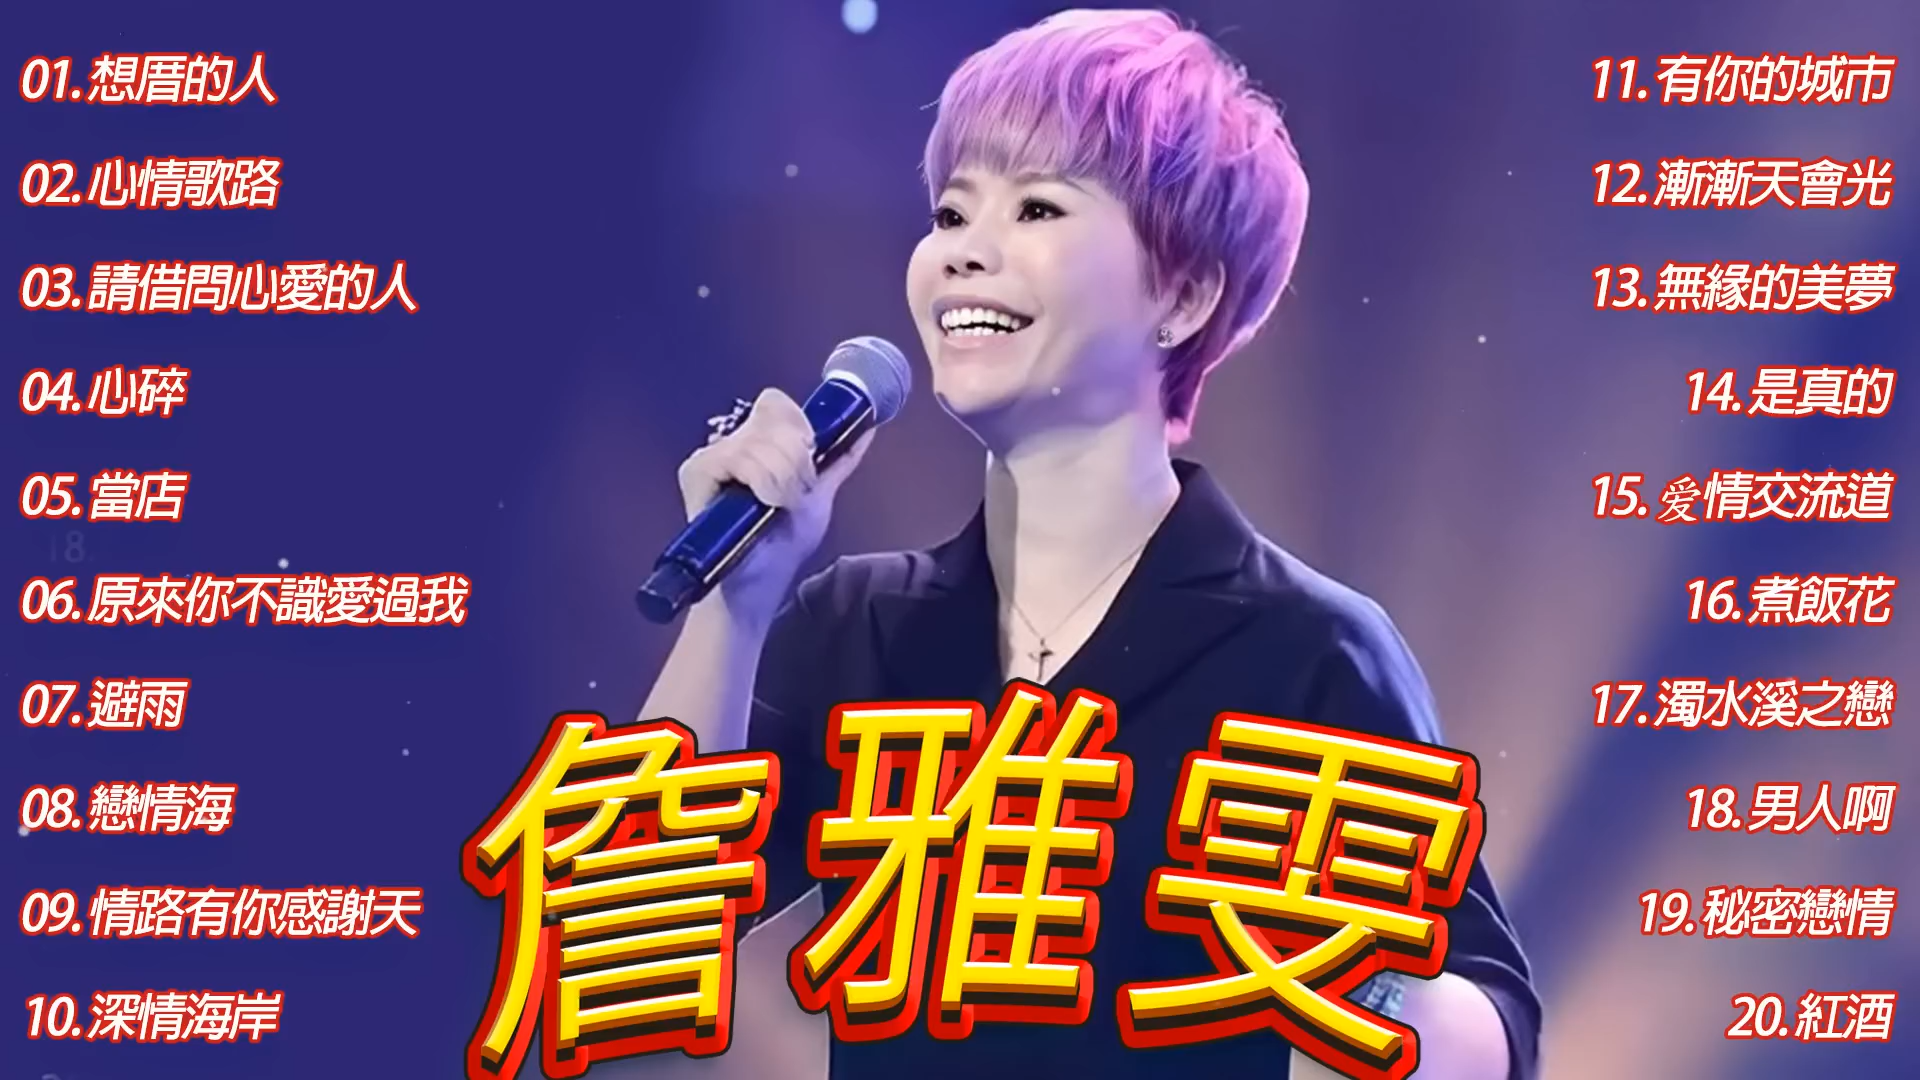 01. 想厝的人
02. 心情歌路
03. 請借問心愛的人
04. 心碎
05. 當店
06. 原來你不識愛過我
07. 避雨
08. 戀情海
09. 情路有你感謝天
10. 深情海岸
11. 有你的城市
12. 漸漸天會光
13. 無緣的美夢
14. 是真的
15. 爱情交流道
16. 煮飯花
17. 濁水溪之戀
18. 男人啊
19. 秘密戀情
20. 紅酒
詹雅雯
18.